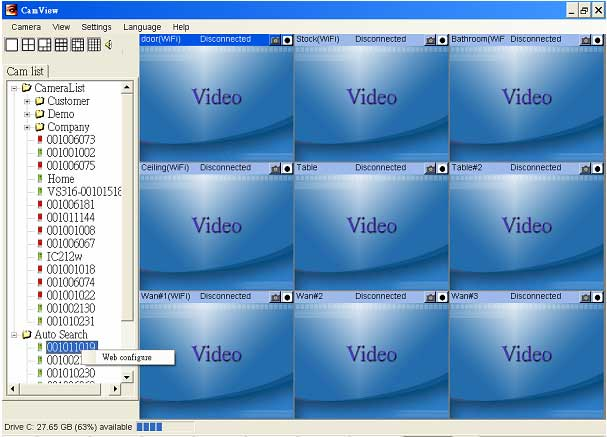 CamView
Camera View Settings Language Help
Cam list
CameraList
Customer
Demo
Company
001006073
001001002
001006075
Home
VS316-00101518
001006181
001011144
001001008
001006067
IC212w
001001018
001006074
001001022
001002130
001010231
Auto Search
001011019
Web configure
001002
001010230
door(WiFi) Disconnected
Video
Stock(WiFi) Disconnected
Video
Bathroom(WiF Disconnected
Video
Ceiling(WiFi) Disconnected
Video
Table Disconnected
Video
Table#2 Disconnected
Video
Wan#1(WiFi) Disconnected
Video
Wan#2 Disconnected
Video
Wan#3 Disconnected
Video
Drive C: 27.65 GB (63%) available